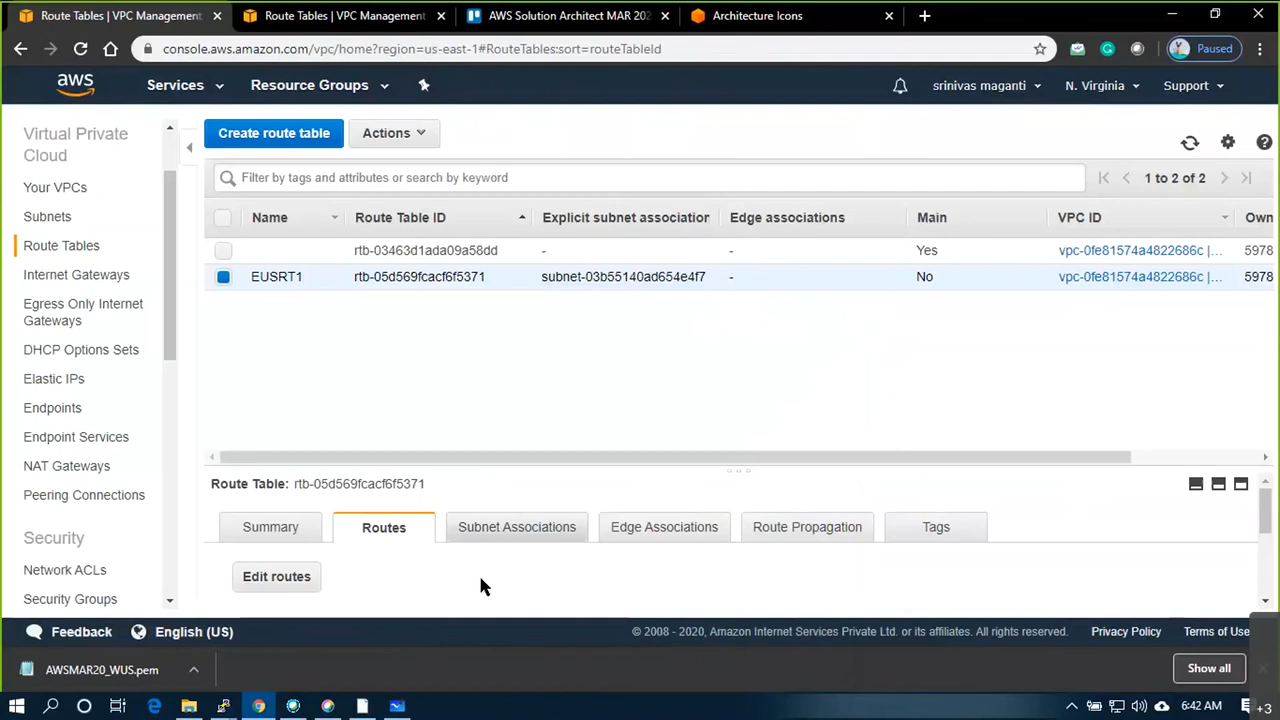 Route Tables | VPC Management
Route Tables | VPC Management
AWS Solution Architect MAR 202
Architecture Icons
console.aws.amazon.com/vpc/home?region=us-east-1#RouteTables:sort=routeTableId
Paused
aws
Services
Resource Groups
srinivas maganti
N. Virginia
Support
Virtual Private
Cloud
Your VPCs
Subnets
Route Tables
Internet Gateways
Egress Only Internet
Gateways
DHCP Options Sets
Elastic IPs
Endpoints
Endpoint Services
NAT Gateways
Peering Connections
Security
Network ACLs
Security Groups
Create route table
Actions
Filter by tags and attributes or search by keyword
1 to 2 of 2
Name Route Table ID Explicit subnet association Edge associations Main VPC ID Own
rtb-03463d1ada09a58dd - - Yes vpc-0fe81574a4822686c |... 5978
EUSRT1 rtb-05d569fcacf6f5371 subnet-03b55140ad654e4f7 - No vpc-0fe81574a4822686c |... 5978
Route Table: rtb-05d569fcacf6f5371
Summary Routes Subnet Associations Edge Associations Route Propagation Tags
Edit routes
Feedback
English (US)
© 2008 - 2020, Amazon Internet Services Private Ltd. or its affiliates. All rights reserved.
Privacy Policy
Terms of Use
AWSMAR20_WUS.pem
Show all
6:42 AM
+3